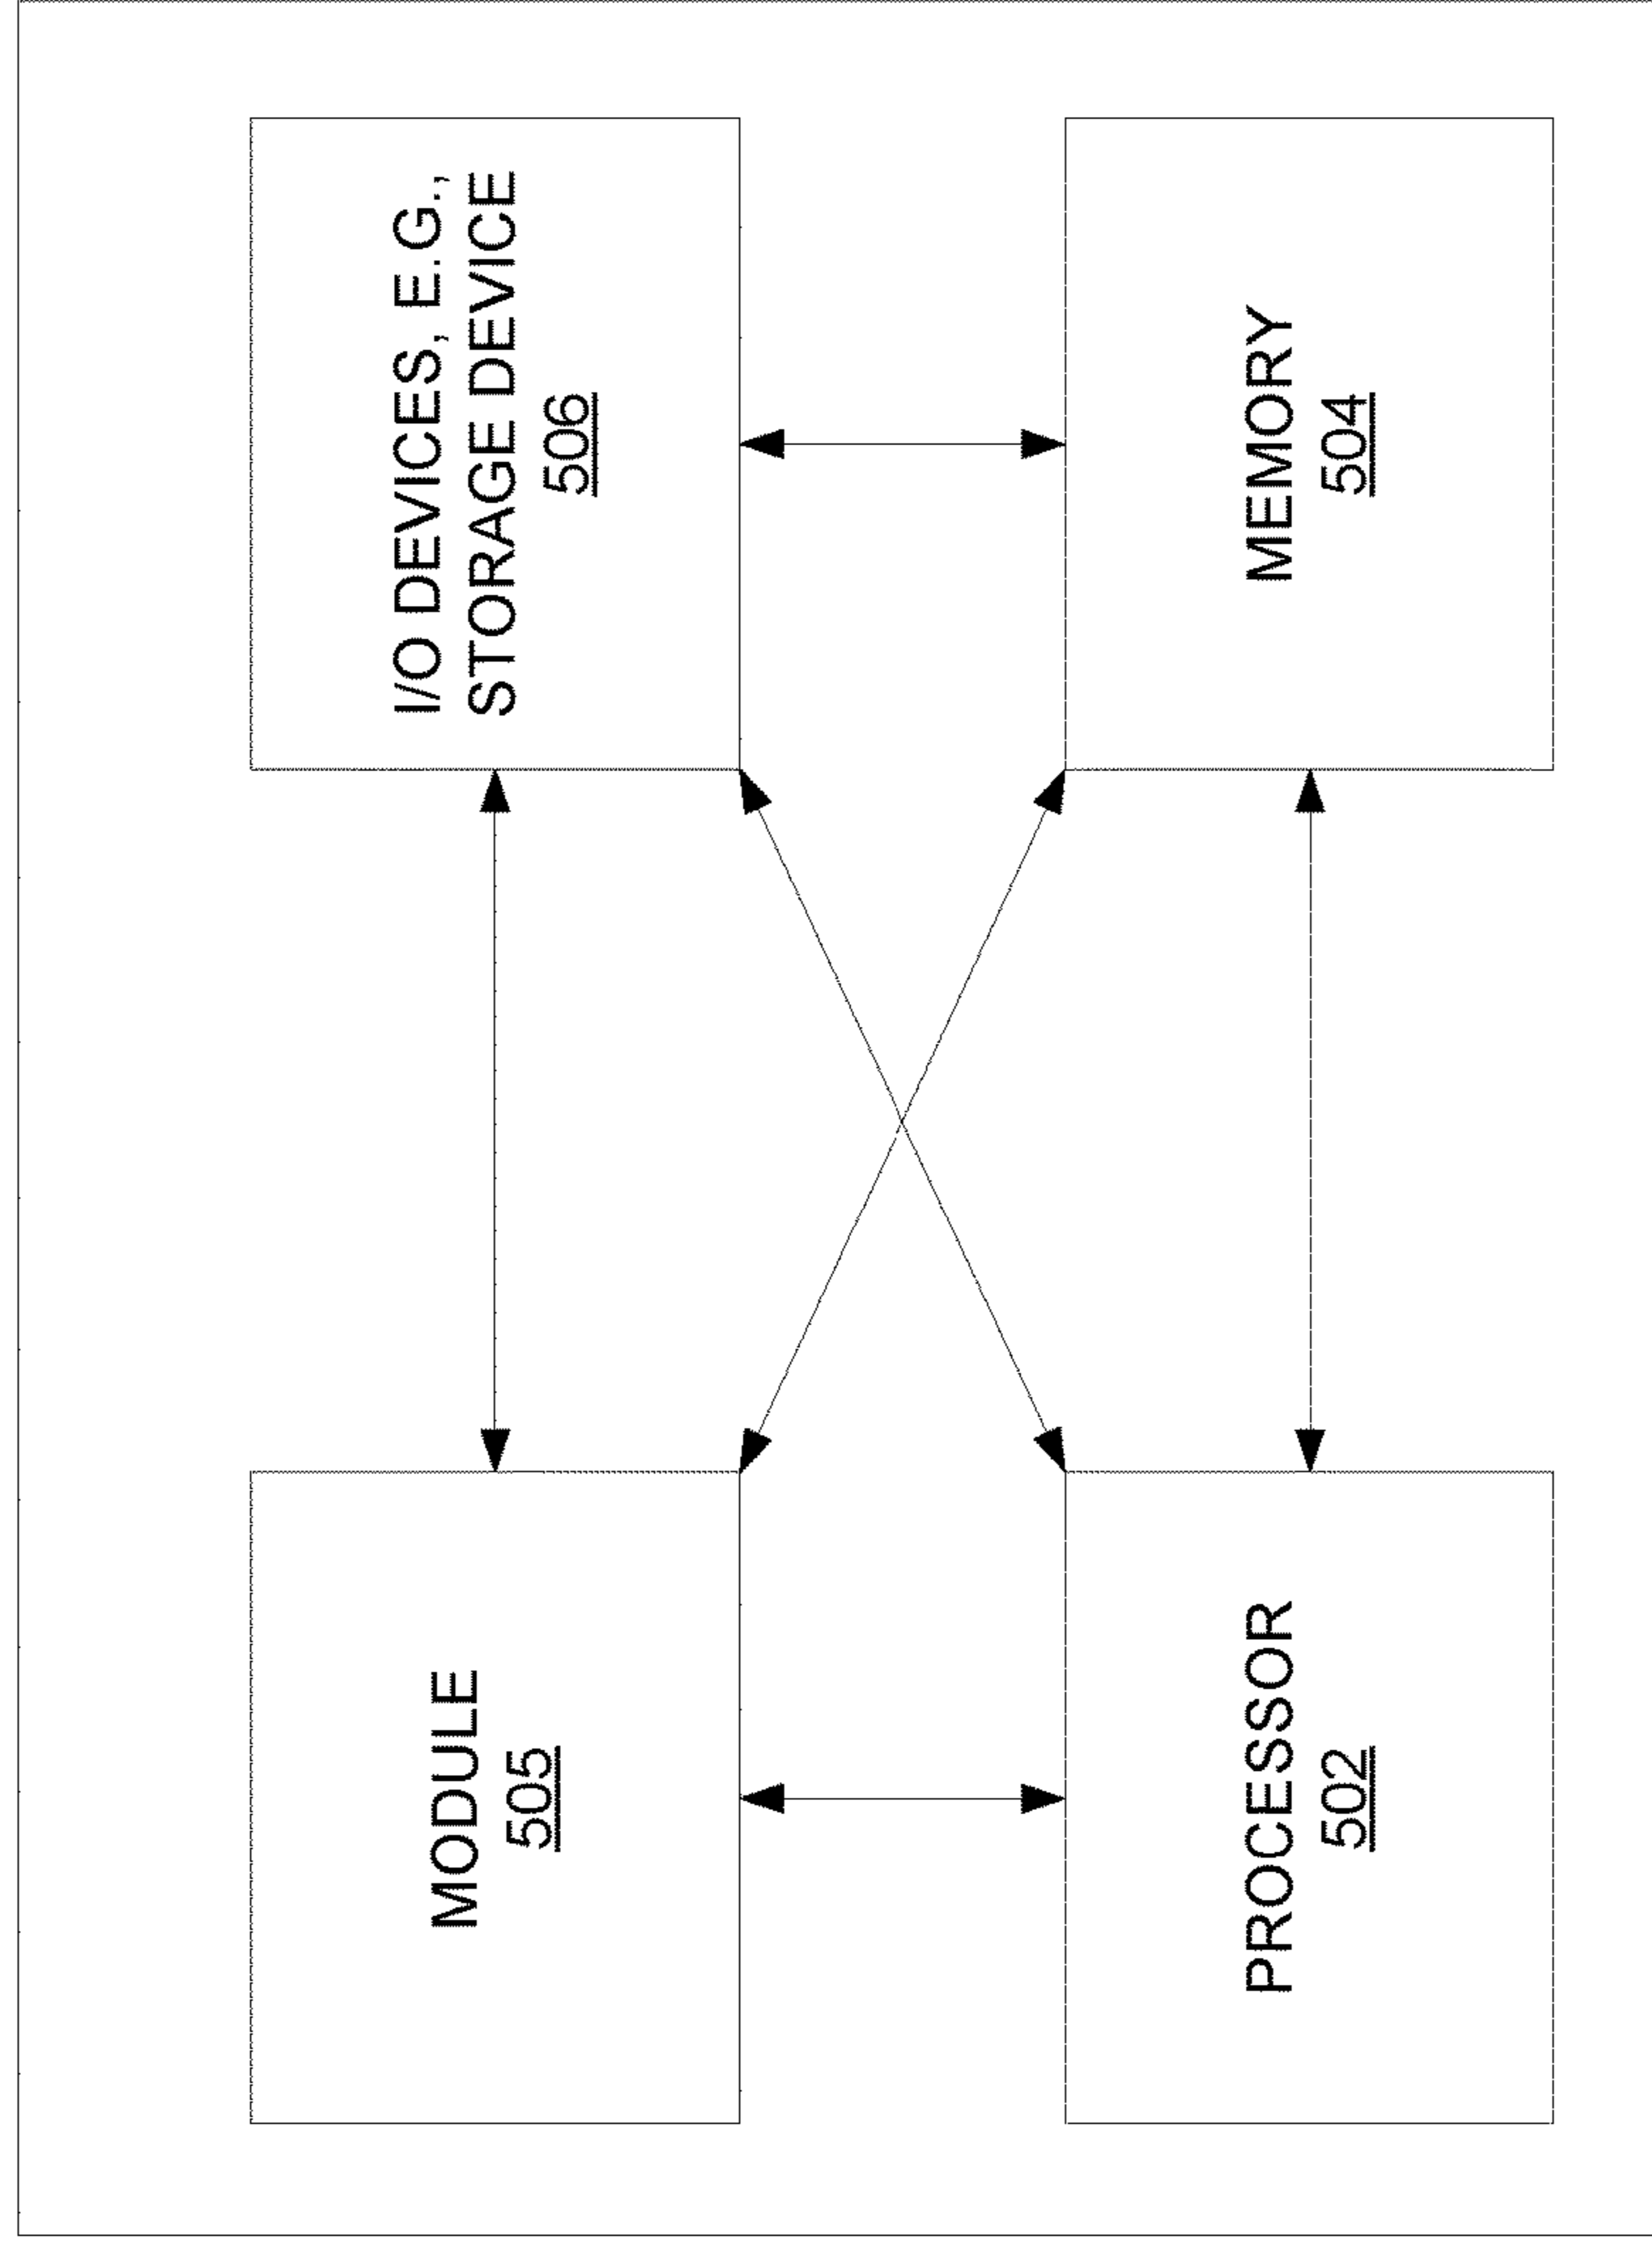 MODULE
505
I/O DEVICES, E.G.,
STORAGE DEVICE
506
PROCESSOR
502
MEMORY
504